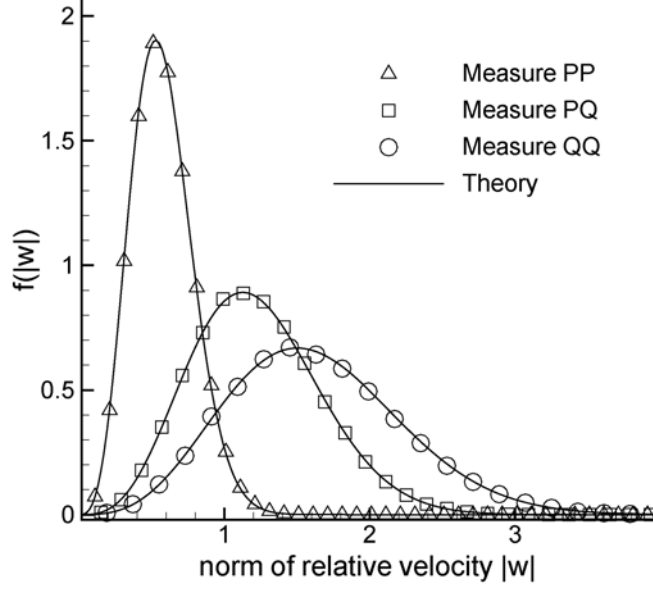 2
Measure PP
Measure PQ
Measure QQ
Theory
1.5
1
0.5
0
f(|w|)
1 2 3
norm of relative velocity |w|